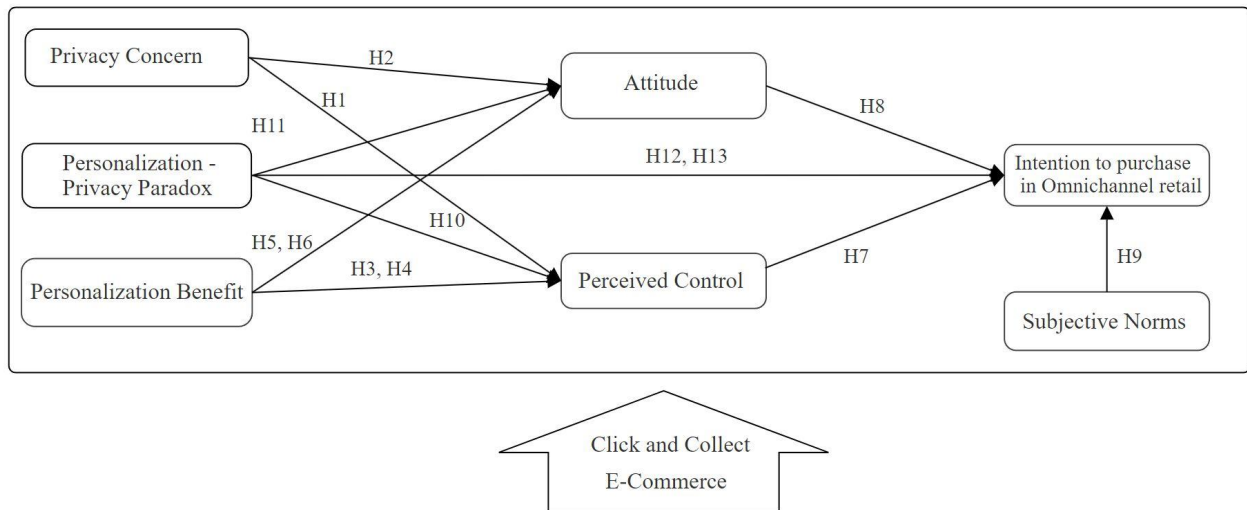 Privacy Concern
H2
Attitude
H1
H8
H11
Personalization -
Privacy Paradox
H12, H13
Intention to purchase
in Omnichannel retail
H10
H5, H6
H3, H4
H7
H9
Personalization Benefit
Perceived Control
Subjective Norms
Click and Collect
E-Commerce